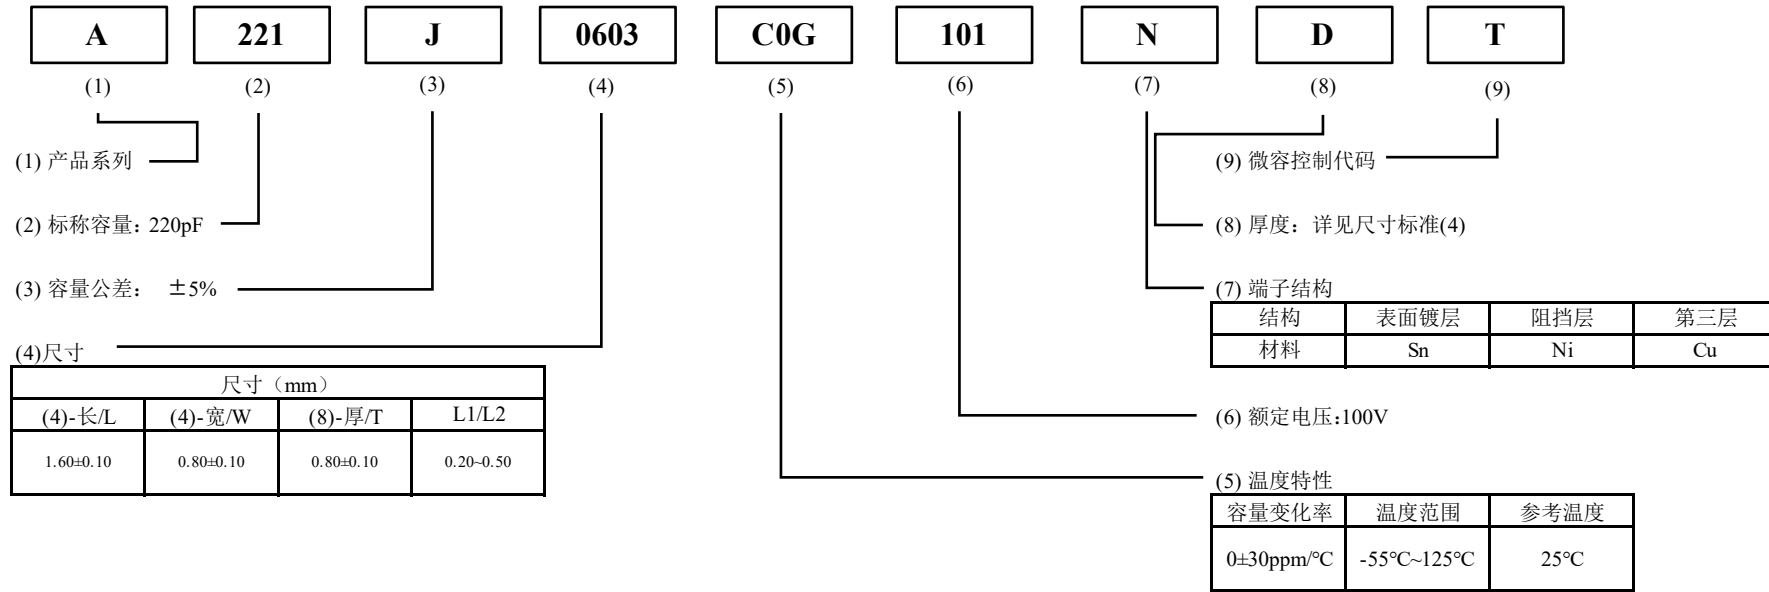 A 221 J 0603 C0G 101 N D T
(1) (2) (3) (4) (5) (6) (7) (8) (9)
(1) 产品系列
(2) 标称容量: 220pF
(3) 容量公差: ±5%
(4)尺寸
尺寸（mm）
(4)-长/L (4)-宽/W (8)-厚/T L1/L2
1.60±0.10 0.80±0.10 0.80±0.10 0.20~0.50
(9) 微容控制代码
(8) 厚度：详见尺寸标准(4)
(7) 端子结构
结构 表面镀层 阻挡层 第三层
材料 Sn Ni Cu
(6) 额定电压:100V
(5) 温度特性
容量变化率 温度范围 参考温度
0±30ppm/℃ -55℃~125℃ 25℃